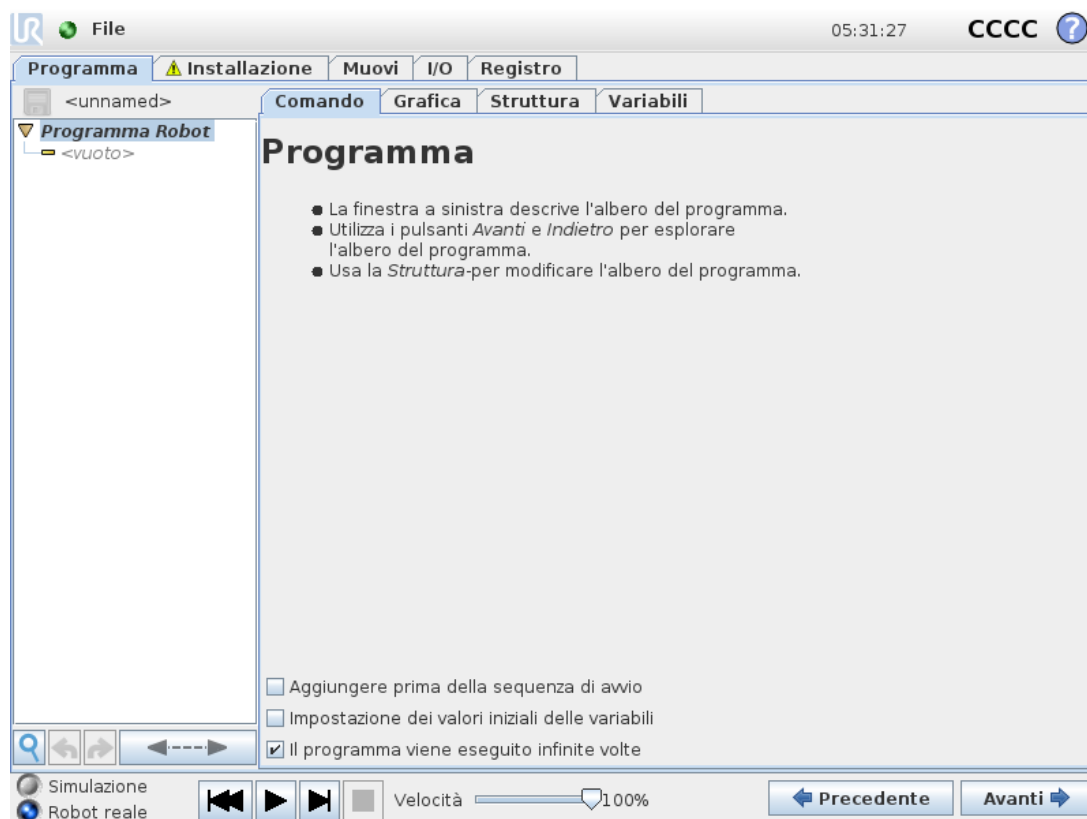 UR File 05:31:27 CCCC ?
Programma Installazione Muovi I/O Registro
<unnamed> Comando Grafica Struttura Variabili
Programma Robot
<vuoto>
Programma
La finestra a sinistra descrive l'albero del programma.
Utilizza i pulsanti Avanti e Indietro per esplorare
l'albero del programma.
Usa la Struttura-per modificare l'albero del programma.
Aggiungere prima della sequenza di avvio
Impostazione dei valori iniziali delle variabili
Il programma viene eseguito infinite volte
Simulazione
Robot reale
Velocità 100% Precedente Avanti